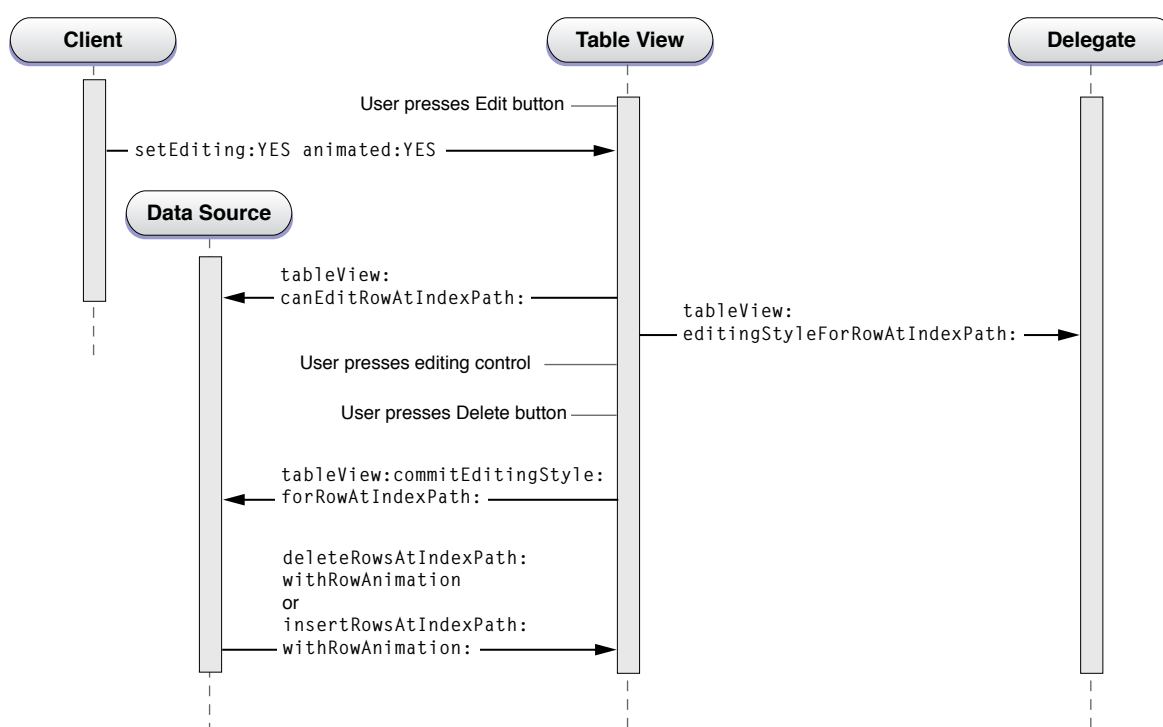 Client
Table View
Delegate
User presses Edit button
setEditing:YES animated:YES
Data Source
tableView:
canEditRowAtIndexPath:
tableView:
editingStyleForRowAtIndexPath:
User presses editing control
User presses Delete button
tableView:commitEditingStyle:
forRowAtIndexPath:
deleteRowsAtIndexPath:
withRowAnimation
or
insertRowsAtIndexPath:
withRowAnimation: